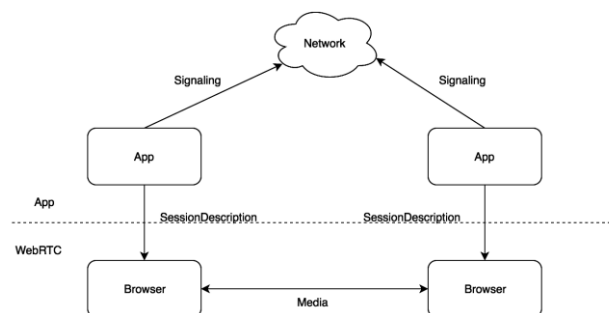 Network
Signaling
Signaling
App
App
App
SessionDescription
SessionDescription
WebRTC
Browser
Browser
Media